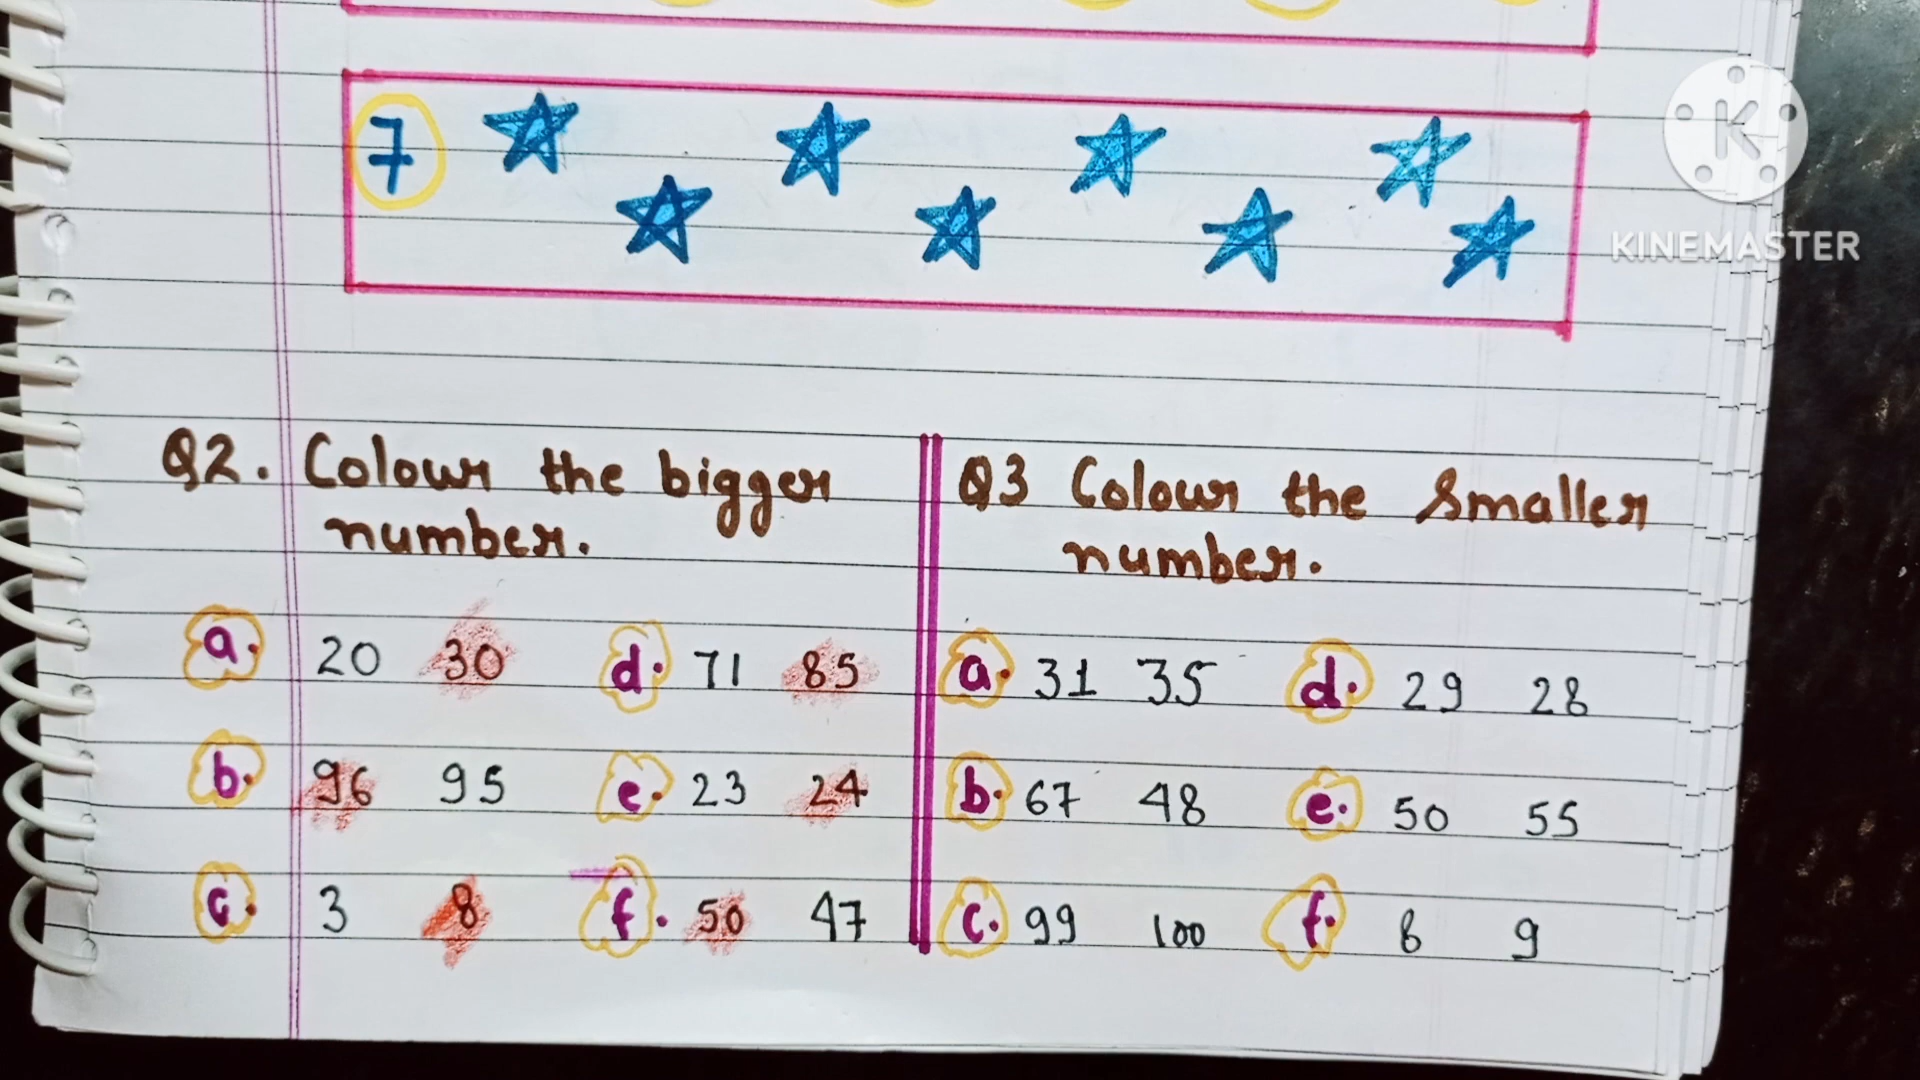 7
KINEMASTER
Q2. Colour the bigger
number.
a. 20 30 d. 71 85
b. 96 95 e. 23 24
c. 3 8 f. 50 47
Q3 Colour the smaller
number.
a. 31 35 d. 29 28
b. 67 48 e. 50 55
c. 99 100 f. 8 9